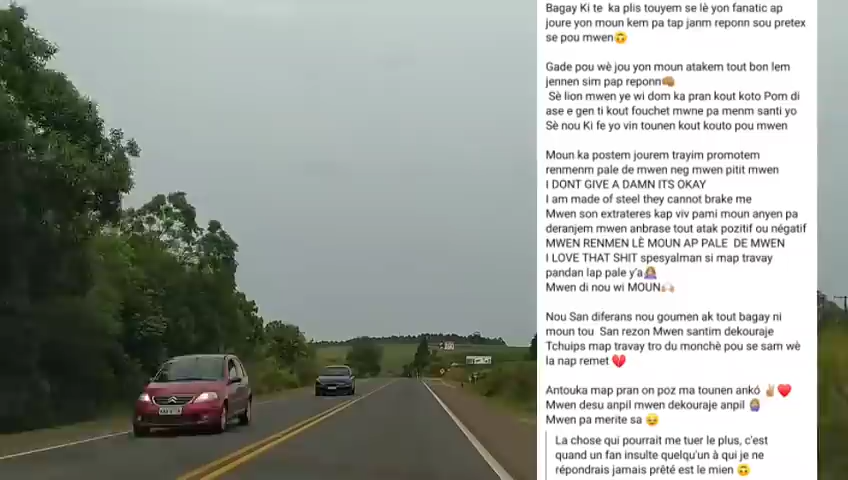 Bagay Ki te ka plis touyem se lè yon fanatic ap
joure yon moun kem pa tap janm reponn sou pretex
se pou mwen🙃
Gade pou wè jou yon moun atakem tout bon lem
jennen sim pap reponn👊🏽
Sè lion mwen ye wi dom ka pran kout koto Pom di
ase e gen ti kout fouchet mwne pa menm santi yo
Sè nou Ki fe yo vin tounen kout kouto pou mwen
Moun ka postem jourem trayim promotem
renmenm pale de mwen neg mwen pitit mwen
I DONT GIVE A DAMN ITS OKAY
I am made of steel they cannot brake me
Mwen son extrateres kap viv pami moun anyen pa
deranjem mwen anbrase tout atak pozitif ou négatif
MWEN RENMEN LÈ MOUN AP PALE DE MWEN
I LOVE THAT SHIT spesyalman si map travay
pandan lap pale y'a🤷🏼‍♀️
Mwen di nou wi MOUN🙌🏻
Nou San diferans nou goumen ak tout bagay ni
moun tou San rezon Mwen santim dekouraje
Tchuips map travay tro du monchè pou se sam wè
la nap remet 💔
Antouka map pran on poz ma tounen ankó ✌🏼❤️
Mwen desu anpil mwen dekouraje anpil 🤷🏼‍♀️
Mwen pa merite sa 😏
La chose qui pourrait me tuer le plus, c'est
quand un fan insulte quelqu'un à qui je ne
répondrais jamais prêté est le mien 🙃